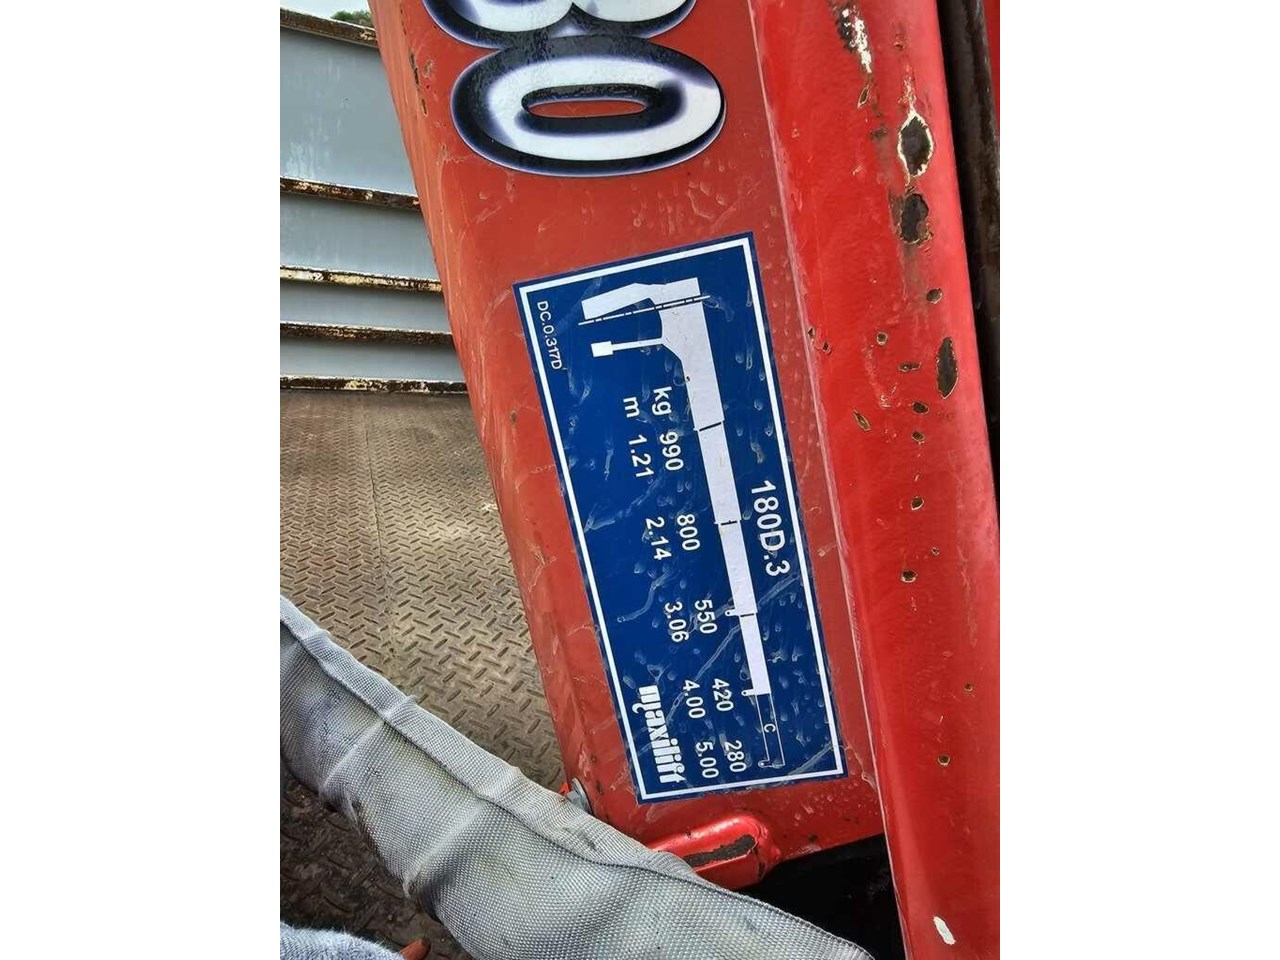 80
180D.3
C
kg 990 800 550 420 280
m 1.21 2.14 3.06 4.00 5.00
DC.0.317D
maxilift